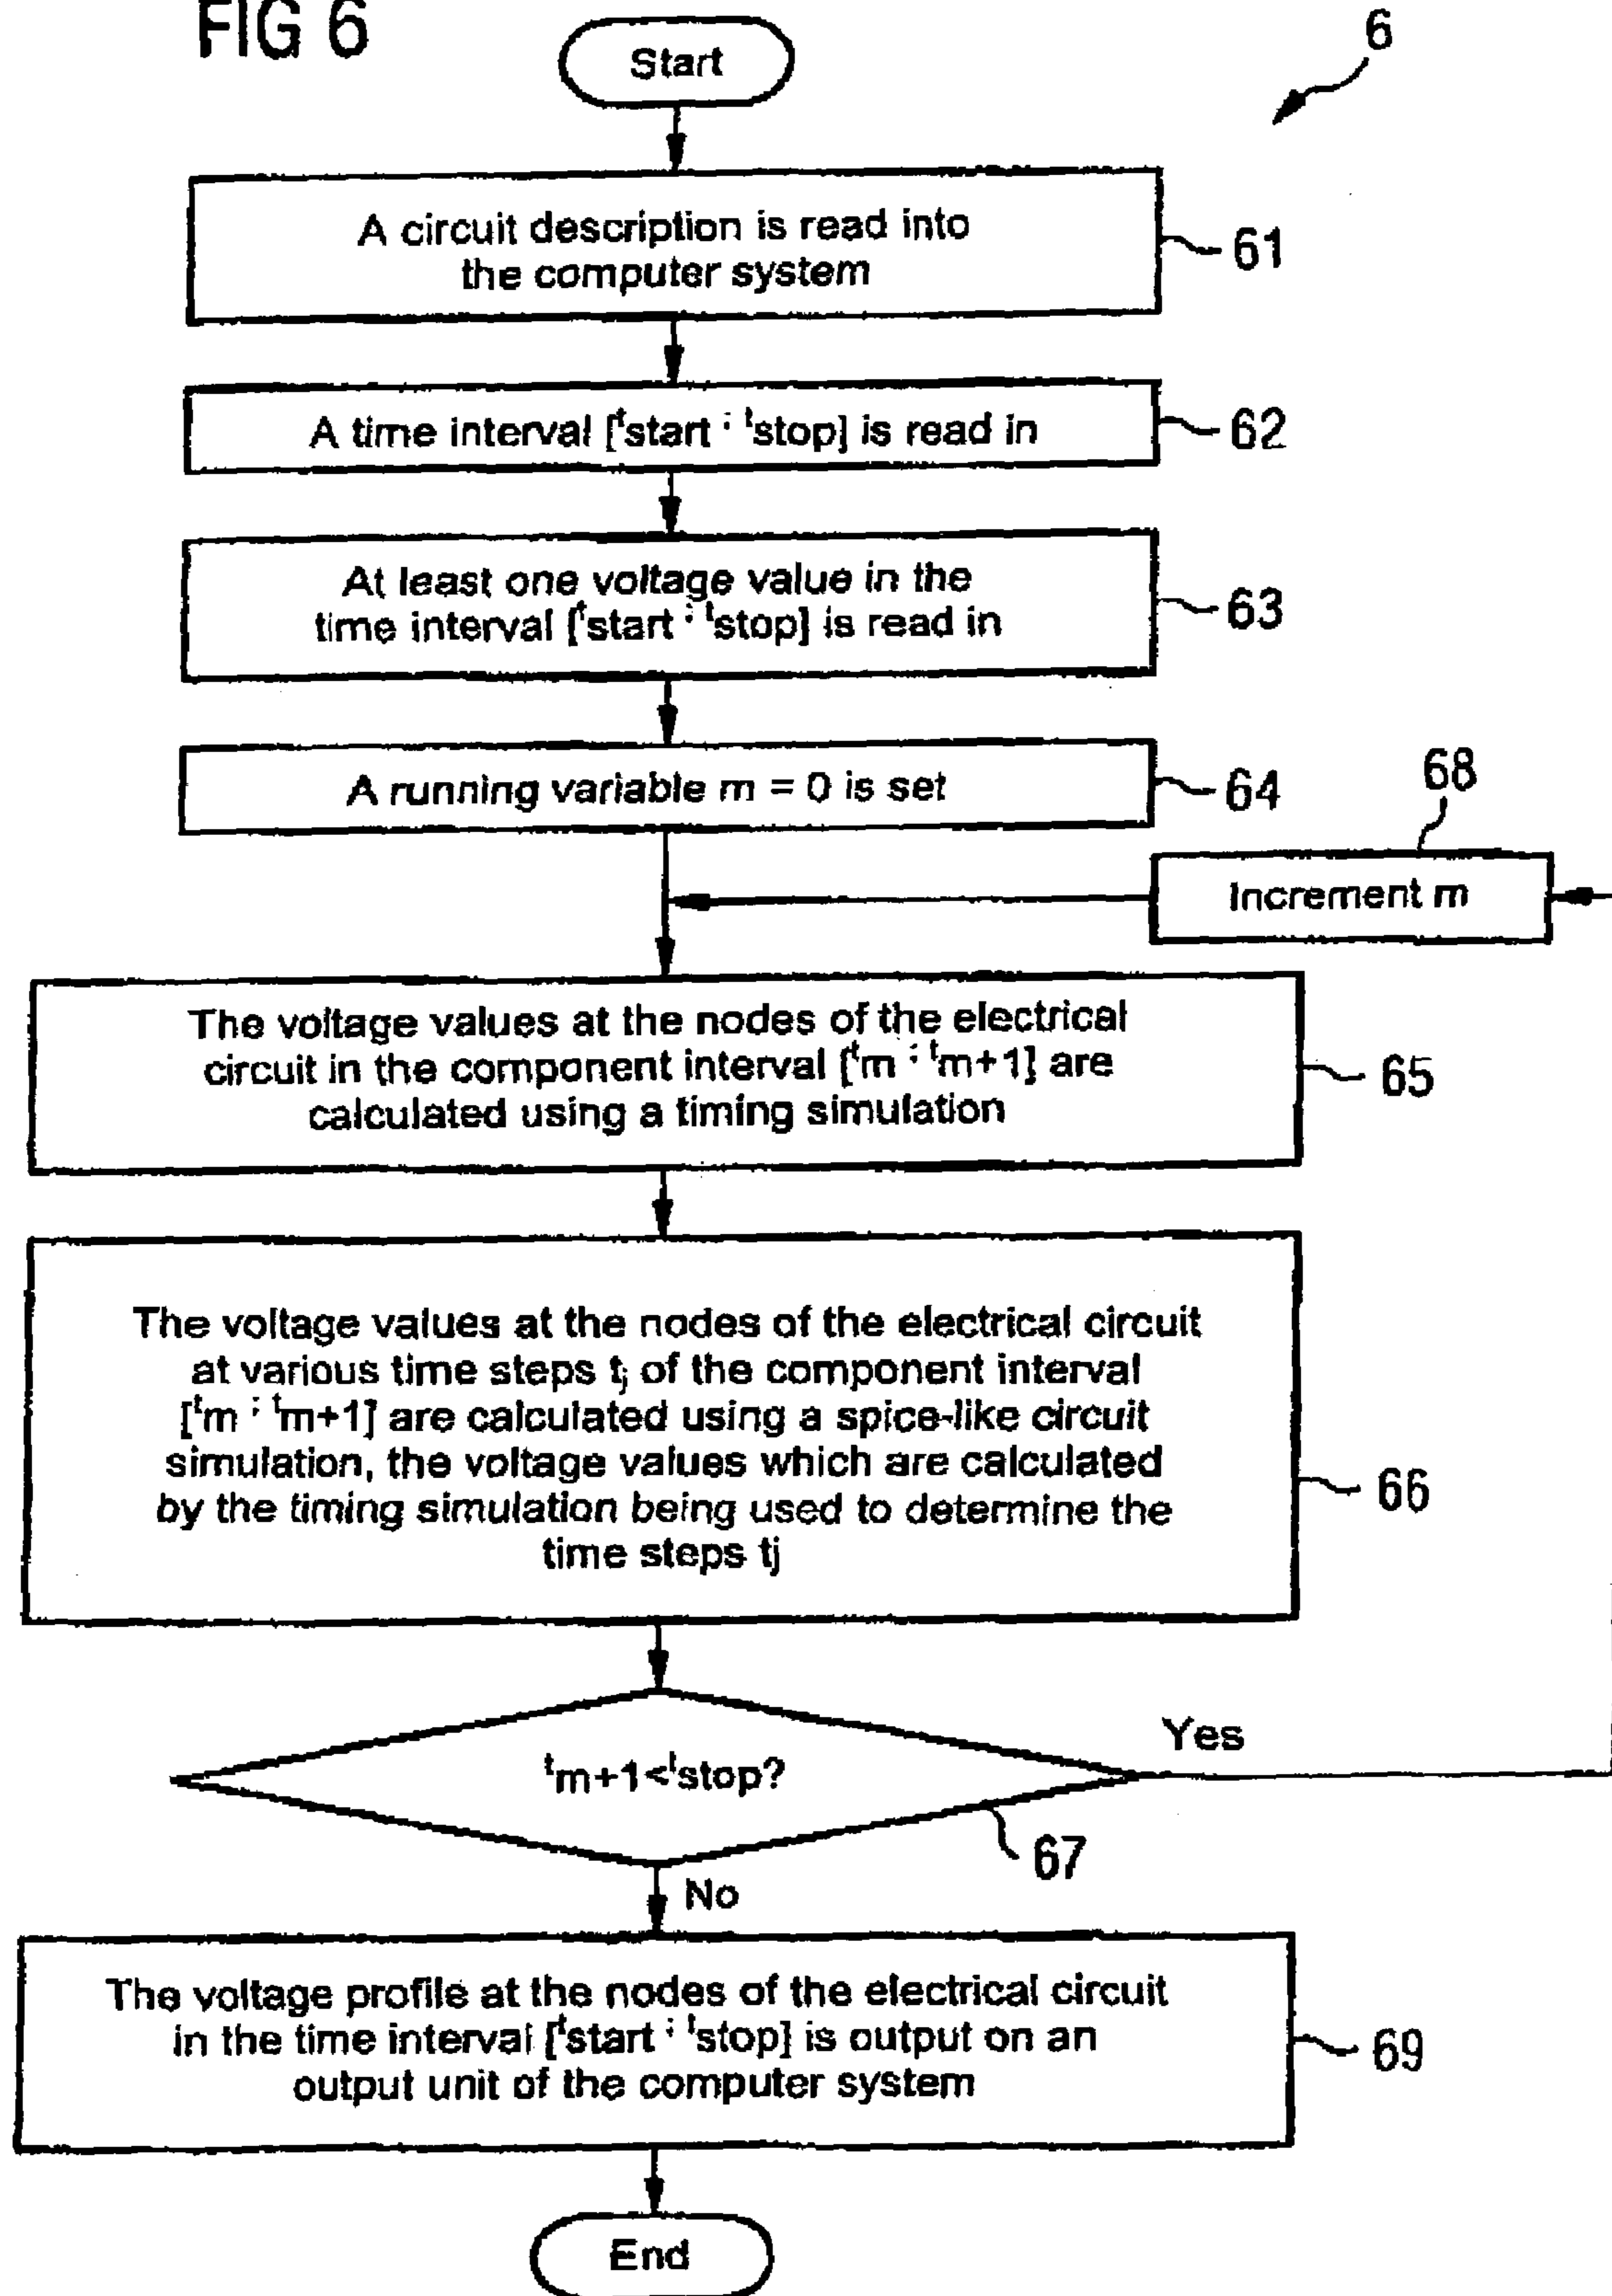 FIG 6
6
Start
A circuit description is read into
the computer system
61
A time interval [tstart ; tstop] is read in
62
At least one voltage value in the
time interval [tstart ; tstop] is read in
63
A running variable m = 0 is set
64
68
Increment m
The voltage values at the nodes of the electrical
circuit in the component interval [tm ; tm+1] are
calculated using a timing simulation
65
The voltage values at the nodes of the electrical circuit
at various time steps tj of the component interval
[tm ; tm+1] are calculated using a spice-like circuit
simulation, the voltage values which are calculated
by the timing simulation being used to determine the
time steps tj
66
tm+1<tstop?
Yes
67
No
The voltage profile at the nodes of the electrical circuit
in the time interval [tstart ; tstop] is output on an
output unit of the computer system
69
End